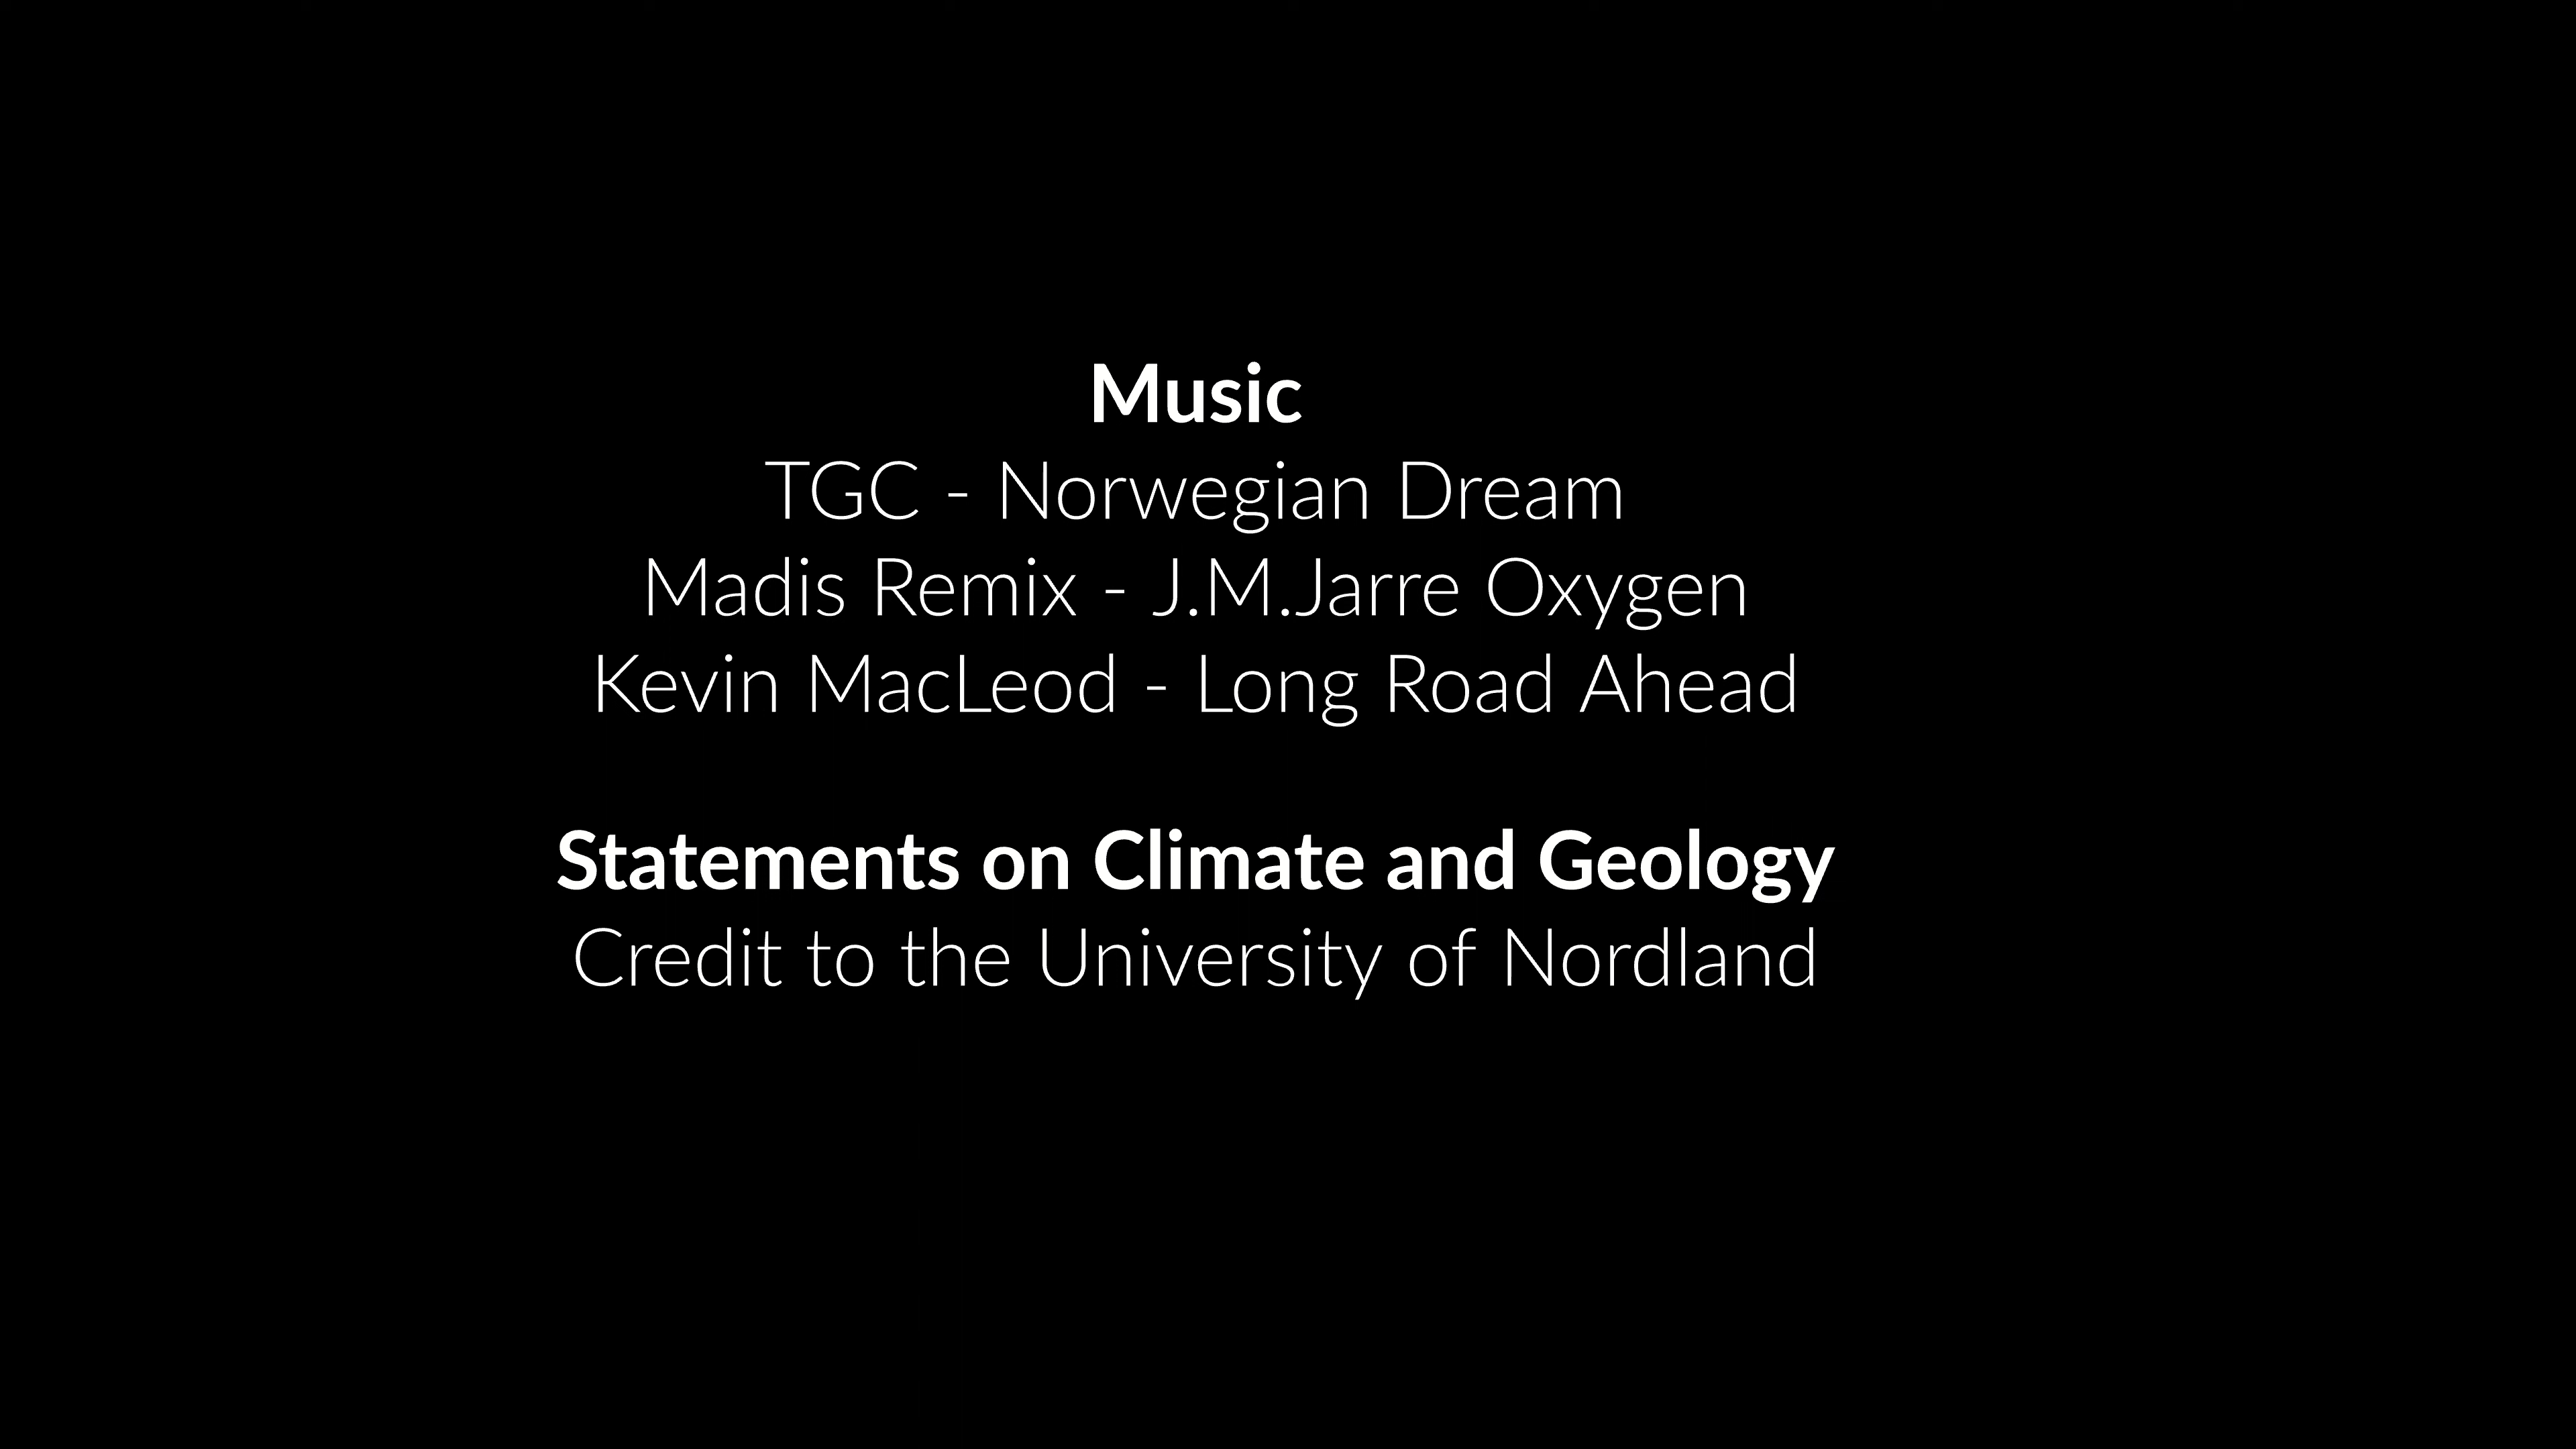 Music
TGC - Norwegian Dream
Madis Remix - J.M.Jarre Oxygen
Kevin MacLeod - Long Road Ahead
Statements on Climate and Geology
Credit to the University of Nordland